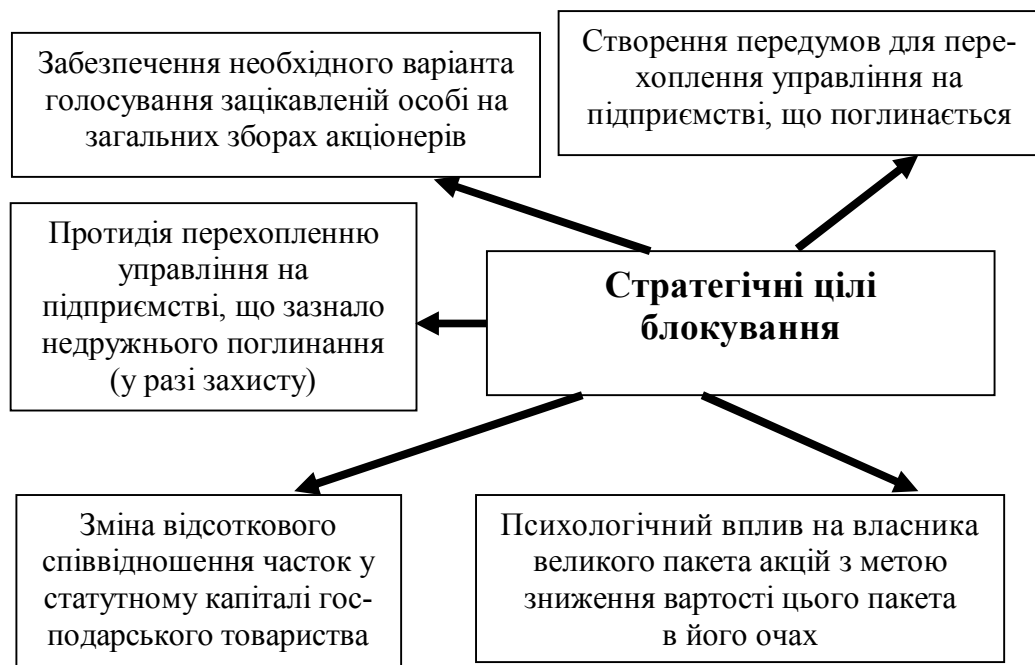 Забезпечення необхідного варіанта
голосування зацікавленій особі на
загальних зборах акціонерів
Створення передумов для пере-
хоплення управління на
підприємстві, що поглинається
Протидія перехопленню
управління на
підприємстві, що зазнало
недружнього поглинання
(у разі захисту)
Стратегічні цілі
блокування
Зміна відсоткового
співвідношення часток у
статутному капіталі гос-
подарського товариства
Психологічний вплив на власника
великого пакета акцій з метою
зниження вартості цього пакета
в його очах